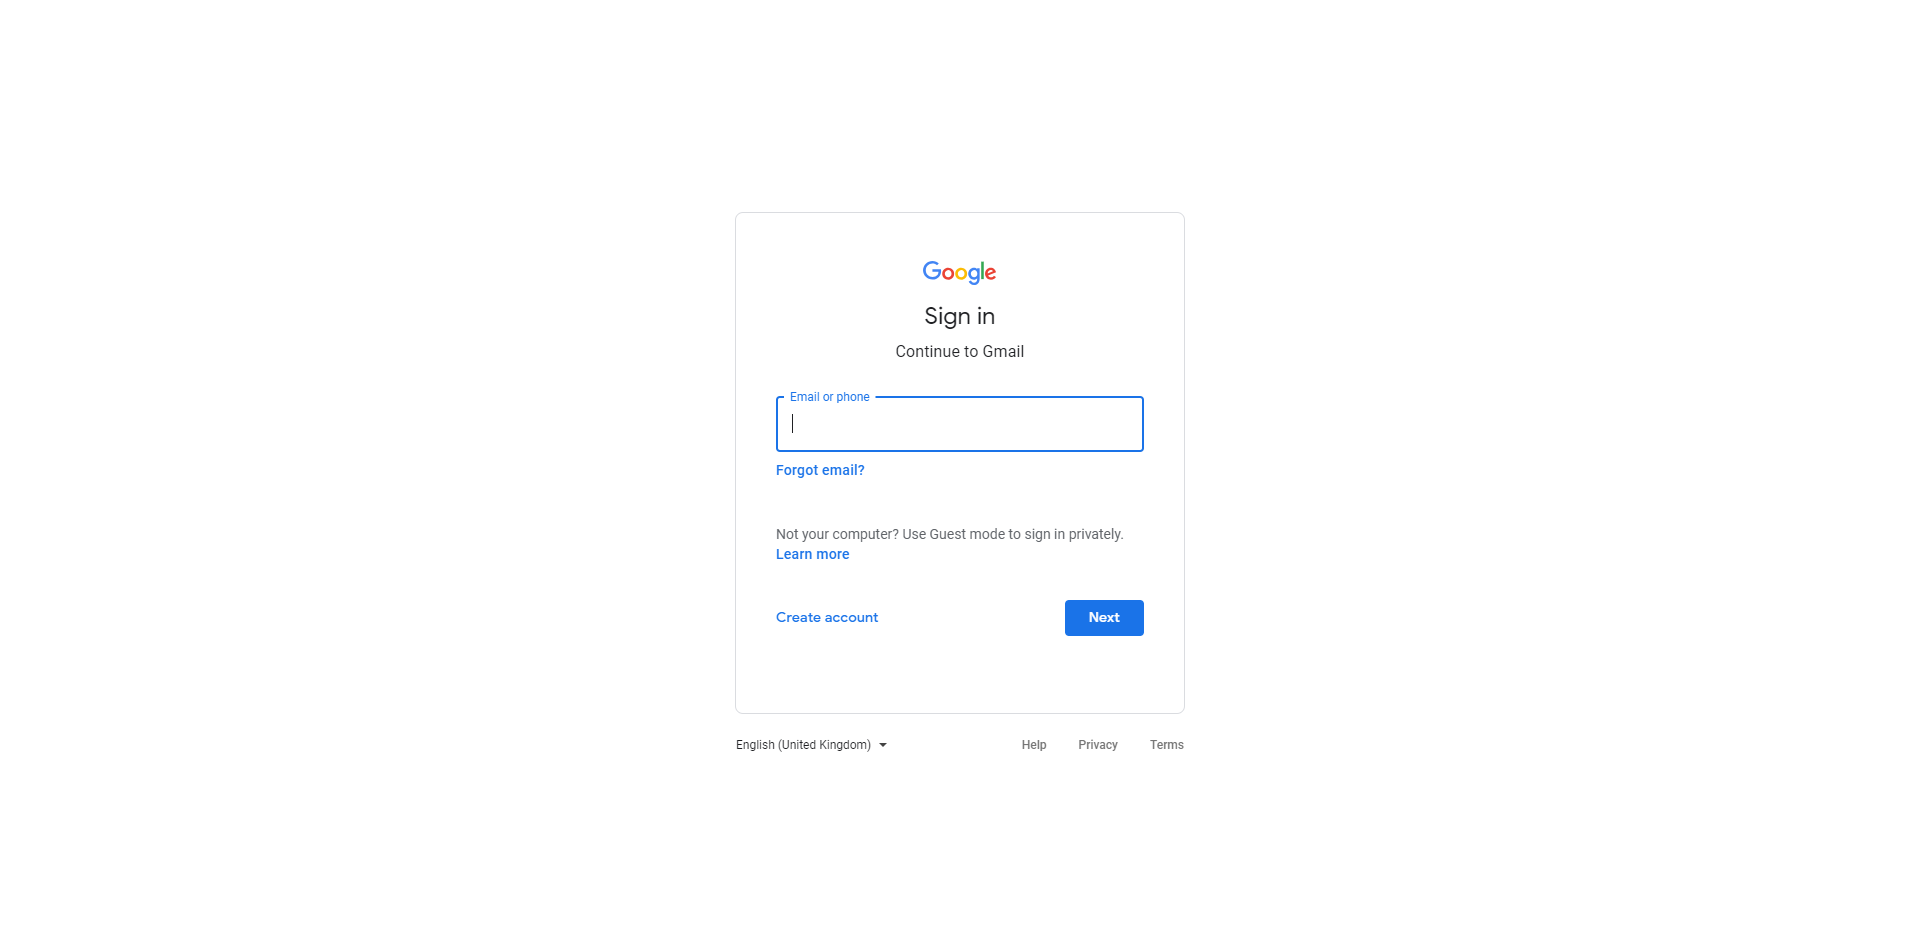 Google
Sign in
Continue to Gmail
Email or phone
Forgot email?
Not your computer? Use Guest mode to sign in privately.
Learn more
Create account
Next
English (United Kingdom)
Help
Privacy
Terms